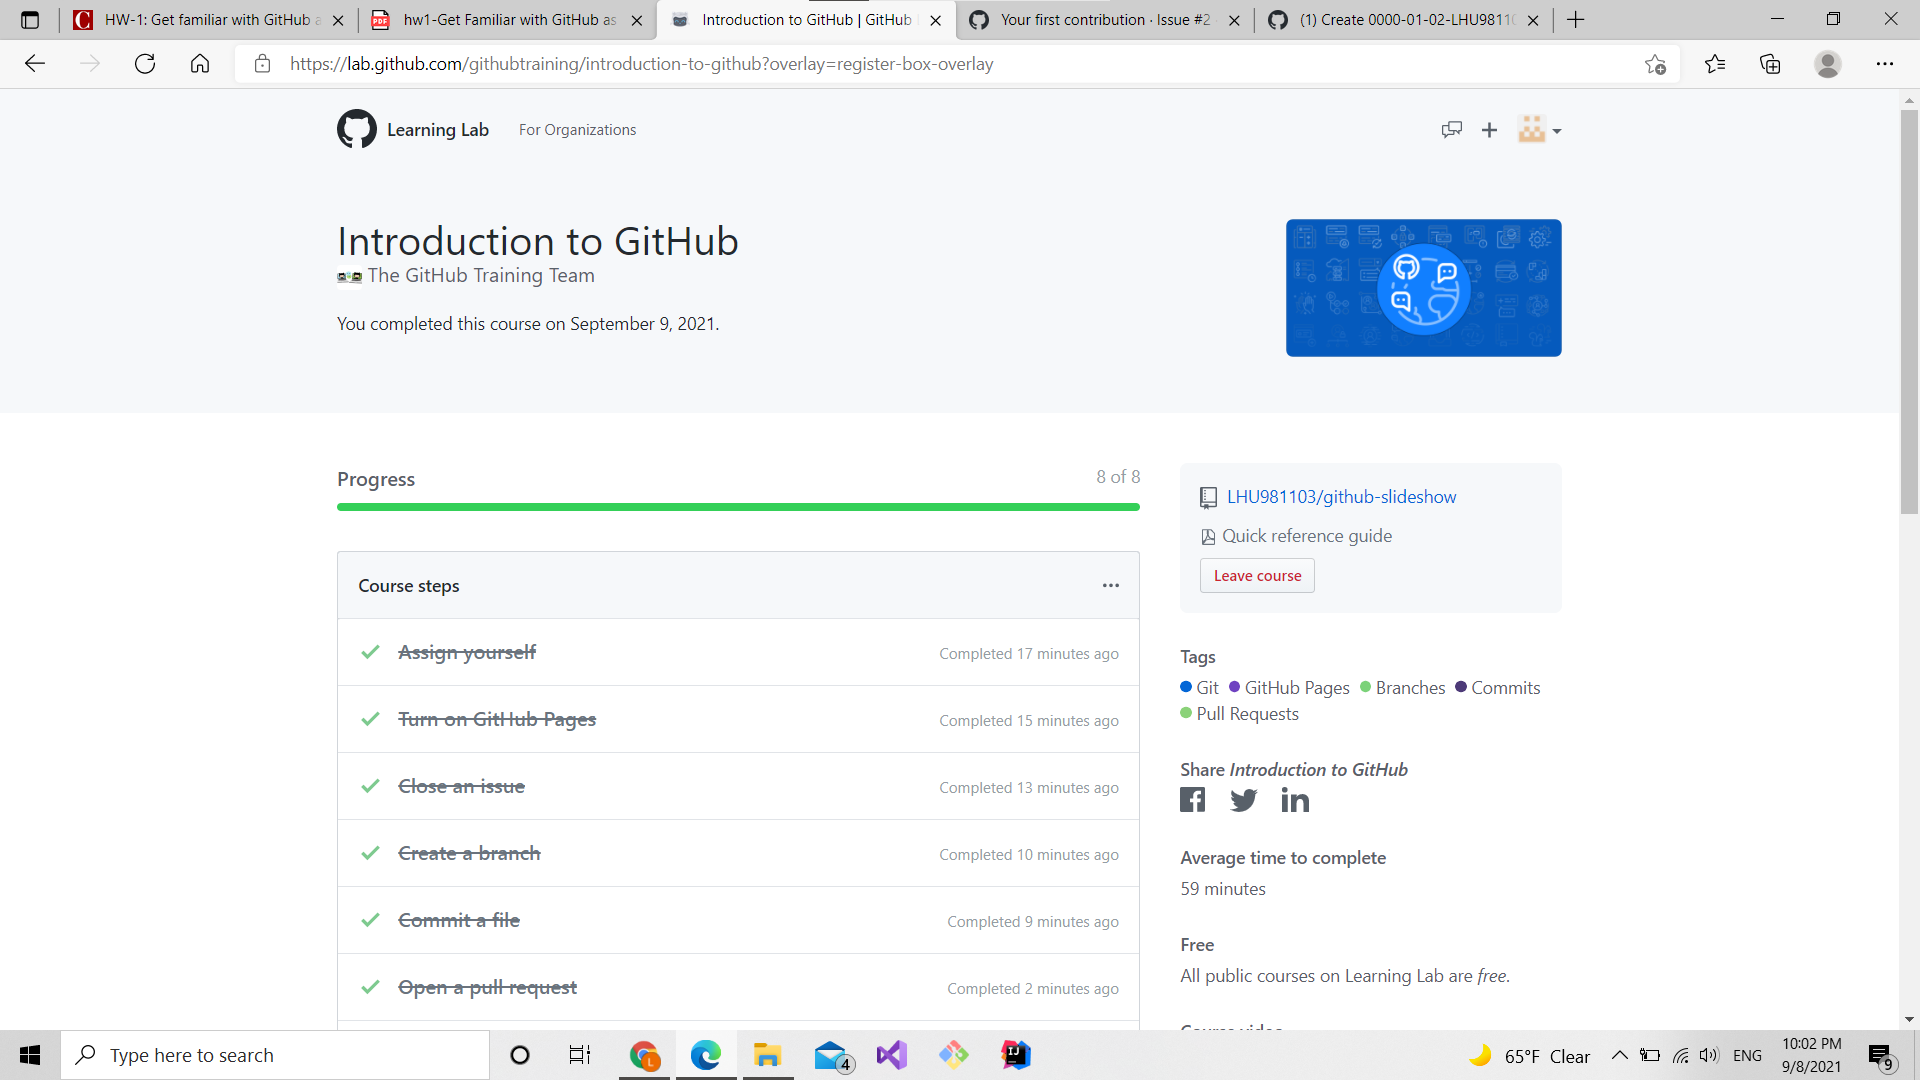 HW-1: Get familiar with GitHub a
hw1-Get Familiar with GitHub as
Introduction to GitHub | GitHub
Your first contribution · Issue #2
(1) Create 0000-01-02-LHU98110
https://lab.github.com/githubtraining/introduction-to-github?overlay=register-box-overlay
Learning Lab For Organizations
Introduction to GitHub
The GitHub Training Team
You completed this course on September 9, 2021.
Progress 8 of 8
Course steps
Assign yourself Completed 17 minutes ago
Turn on GitHub Pages Completed 15 minutes ago
Close an issue Completed 13 minutes ago
Create a branch Completed 10 minutes ago
Commit a file Completed 9 minutes ago
Open a pull request Completed 2 minutes ago
LHU981103/github-slideshow
Quick reference guide
Leave course
Tags
Git GitHub Pages Branches Commits
Pull Requests
Share Introduction to GitHub
Average time to complete
59 minutes
Free
All public courses on Learning Lab are free.
Course video
Type here to search
L
4
65°F Clear
ENG
10:02 PM
9/8/2021
9